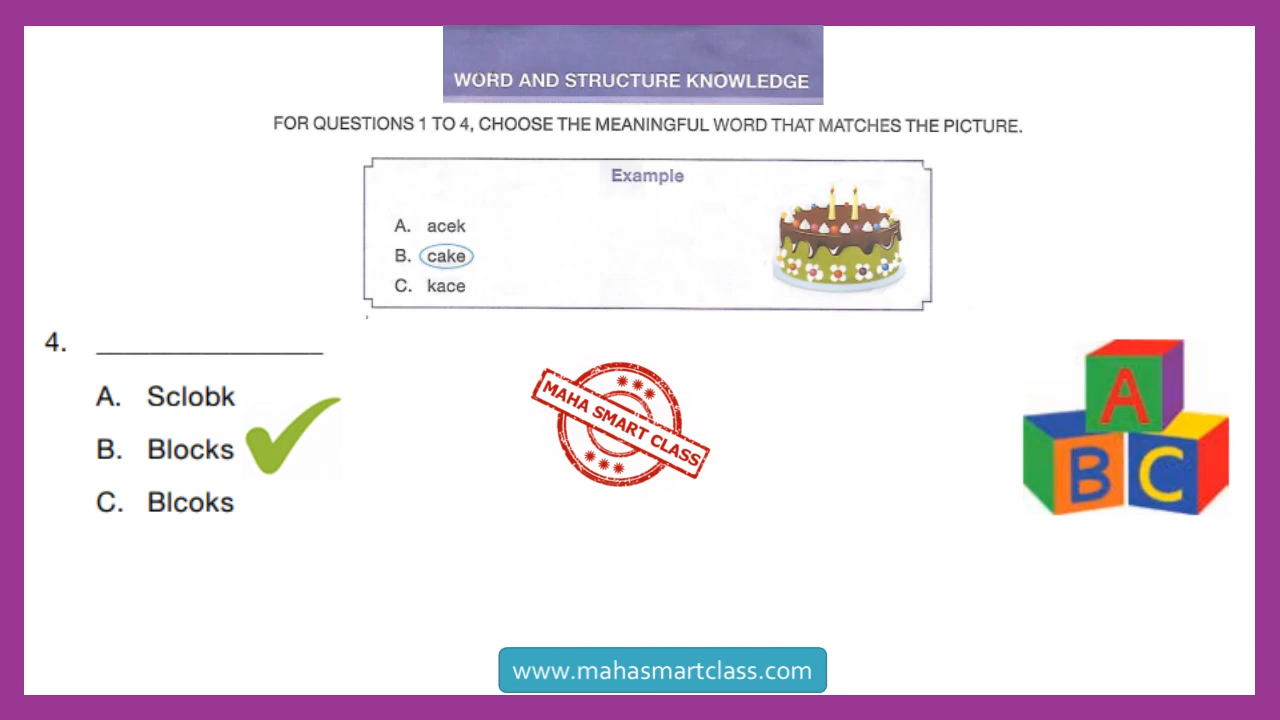 WORD AND STRUCTURE KNOWLEDGE
FOR QUESTIONS 1 TO 4, CHOOSE THE MEANINGFUL WORD THAT MATCHES THE PICTURE.
Example
A. acek
B. cake
C. kace
4. ________________
A. Sclobk
B. Blocks
C. Blcoks
MAHA SMART CLASS
A
B C
www.mahasmartclass.com